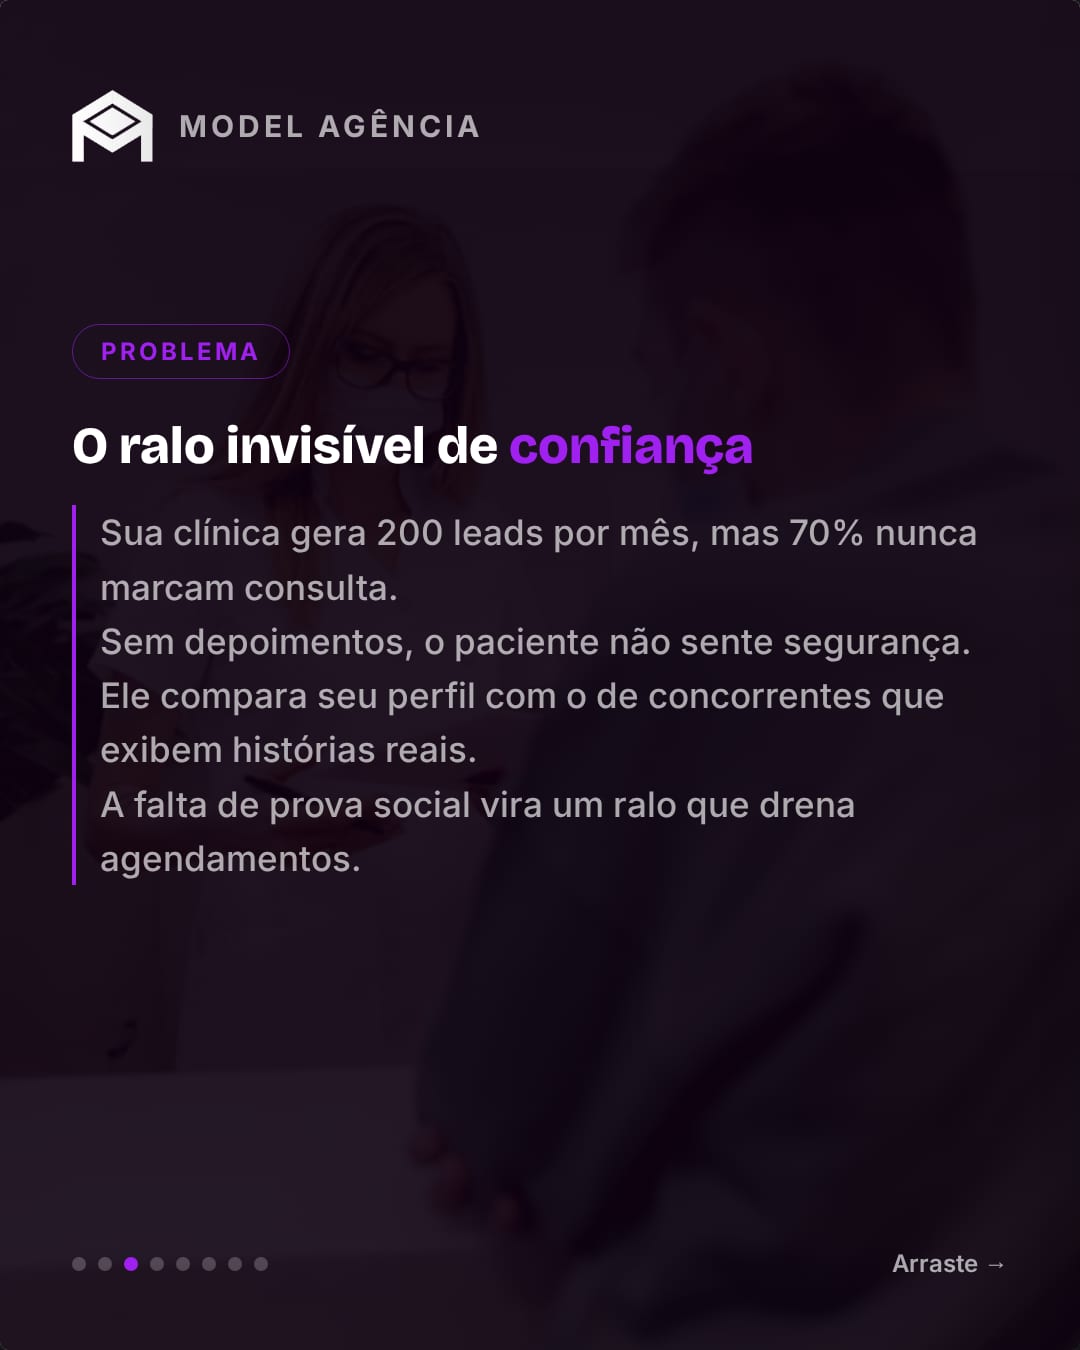 MODEL AGÊNCIA
PROBLEMA
O ralo invisível de confiança
Sua clínica gera 200 leads por mês, mas 70% nunca
marcam consulta.
Sem depoimentos, o paciente não sente segurança.
Ele compara seu perfil com o de concorrentes que
exibem histórias reais.
A falta de prova social vira um ralo que drena
agendamentos.
Arraste →